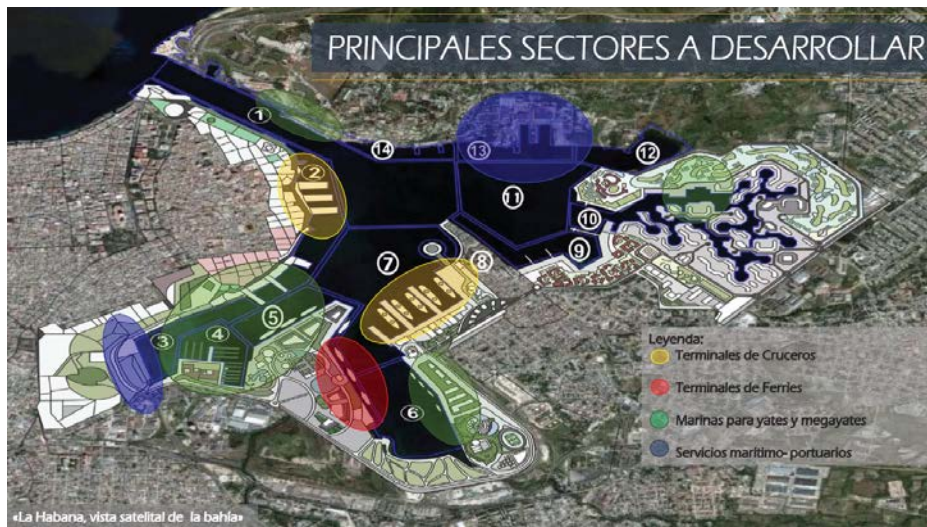 PRINCIPALES SECTORES A DESARROLLAR
1
14
13
12
2
11
10
9
7
8
5
3
4
6
Leyenda:
Terminales de Cruceros
Terminales de Ferries
Marinas para yates y megayates
Servicios marítimo- portuarios
«La Habana, vista satelital de la bahía»